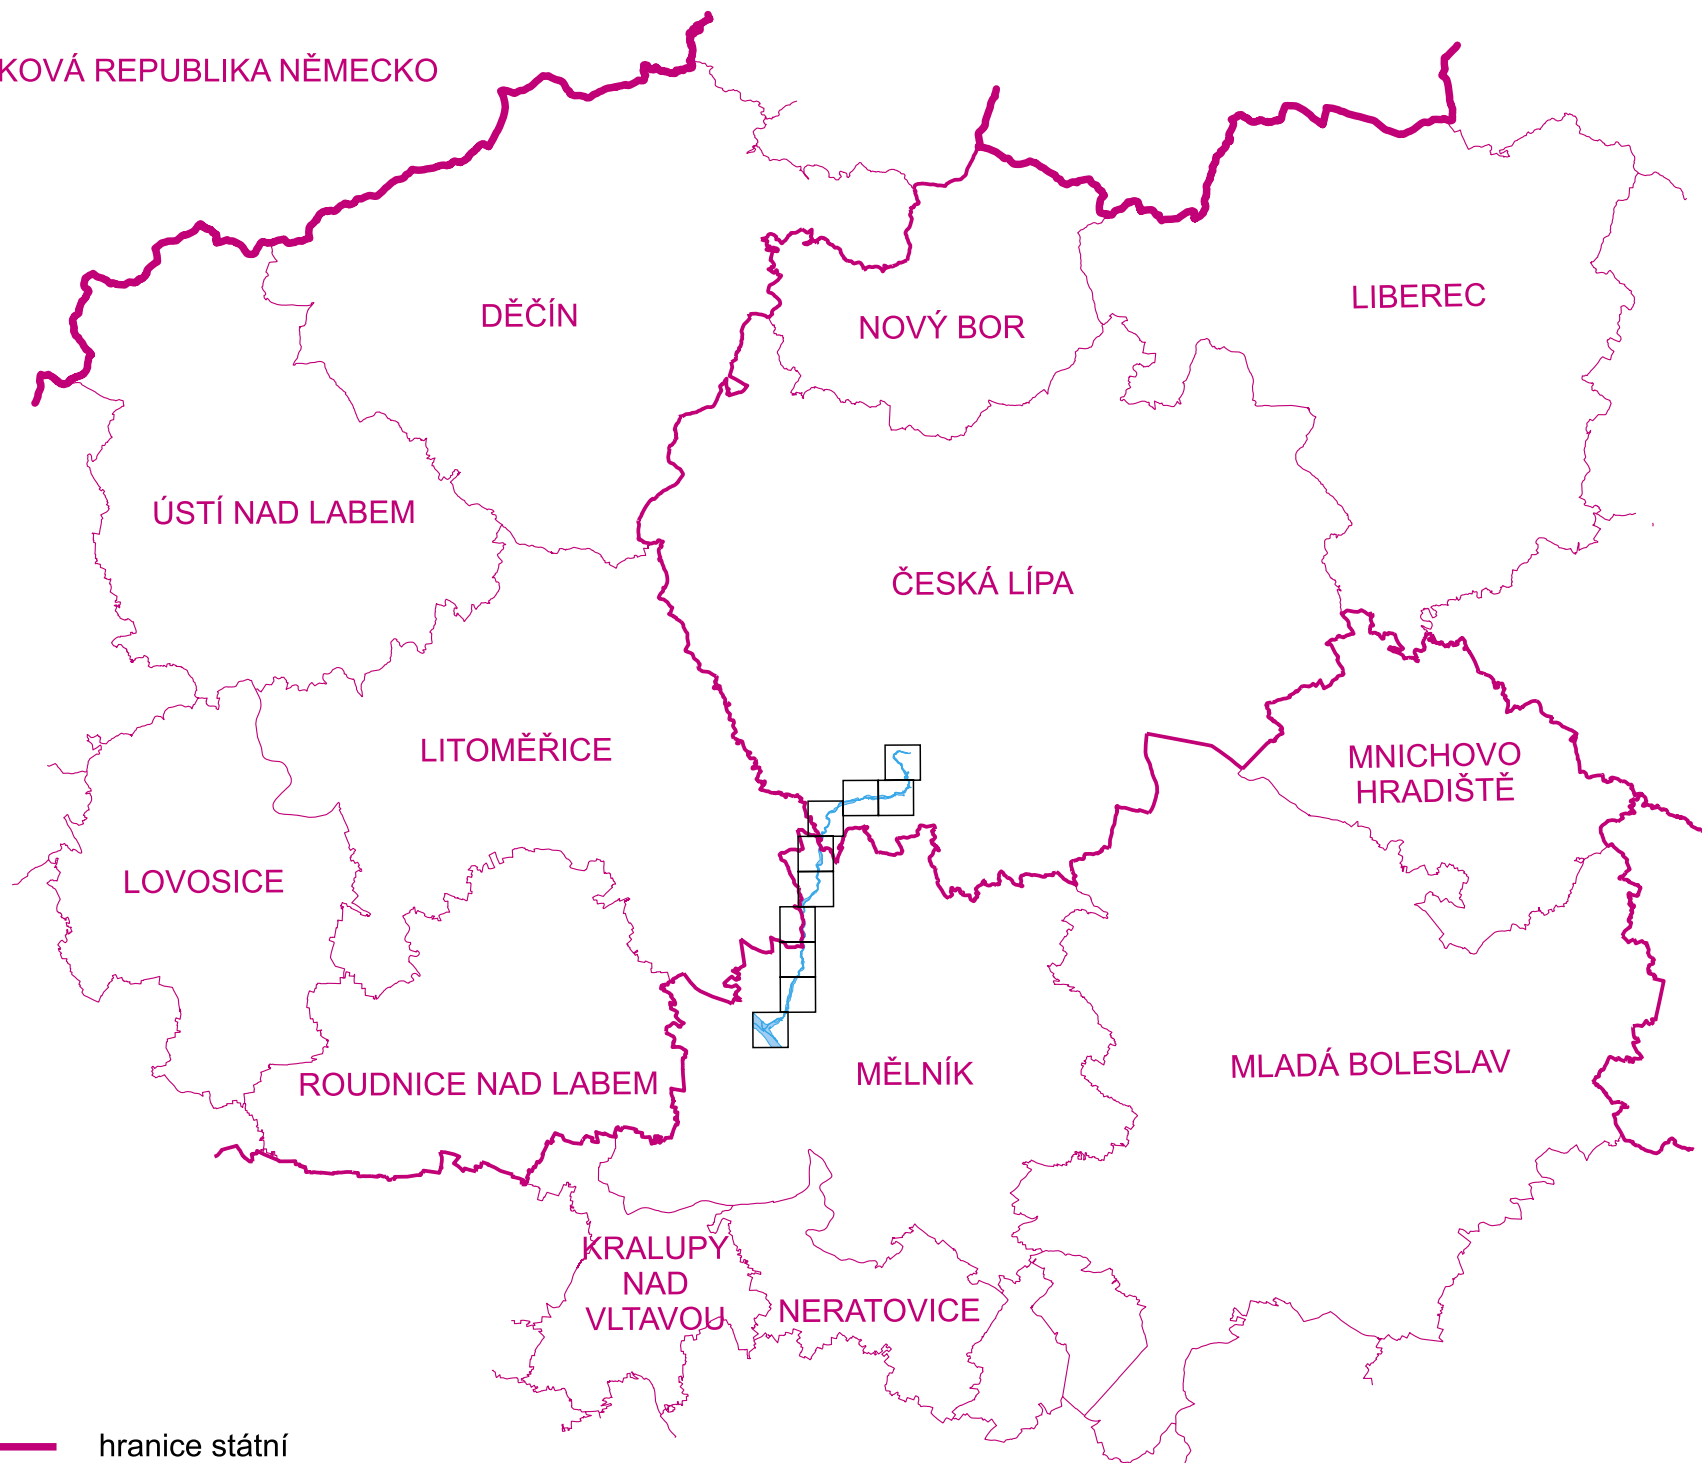 KOVÁ REPUBLIKA NĚMECKO
LIBEREC
DĚČÍN
NOVÝ BOR
ÚSTÍ NAD LABEM
ČESKÁ LÍPA
LITOMĚŘICE
MNICHOVO
HRADIŠTĚ
LOVOSICE
ROUDNICE NAD LABEM
MĚLNÍK
MLADÁ BOLESLAV
KRALUPY
NAD
VLTAVOU
NERATOVICE
hranice státní